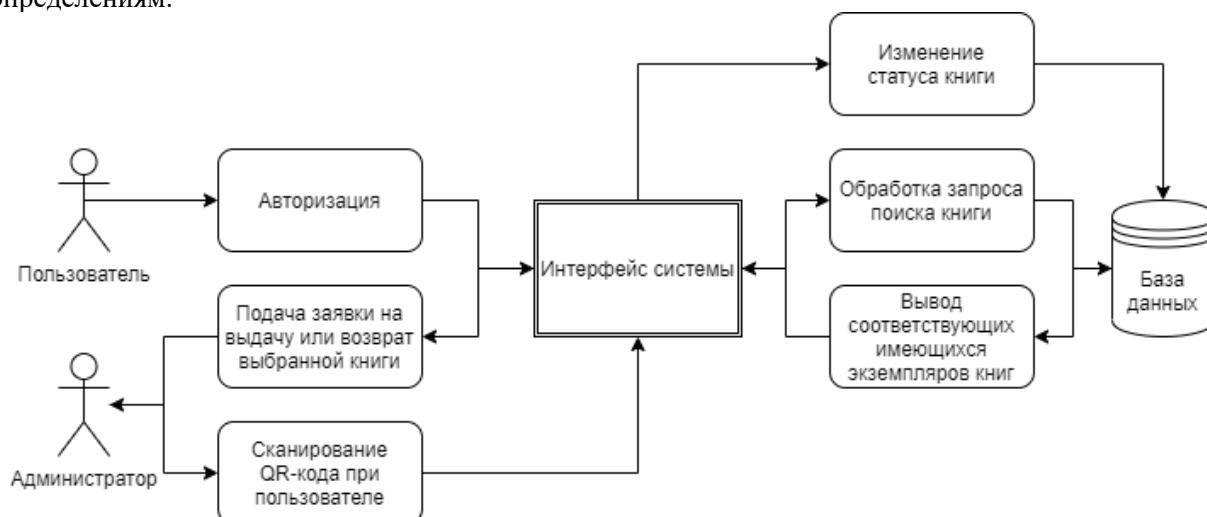 определениям.
Изменение
статуса книги
Авторизация
Обработка запроса
поиска книги
Пользователь
Интерфейс системы
База
данных
Подача заявки на
выдачу или возврат
выбранной книги
Вывод
соответствующих
имеющихся
экземпляров книг
Администратор
Сканирование
QR-кода при
пользователе